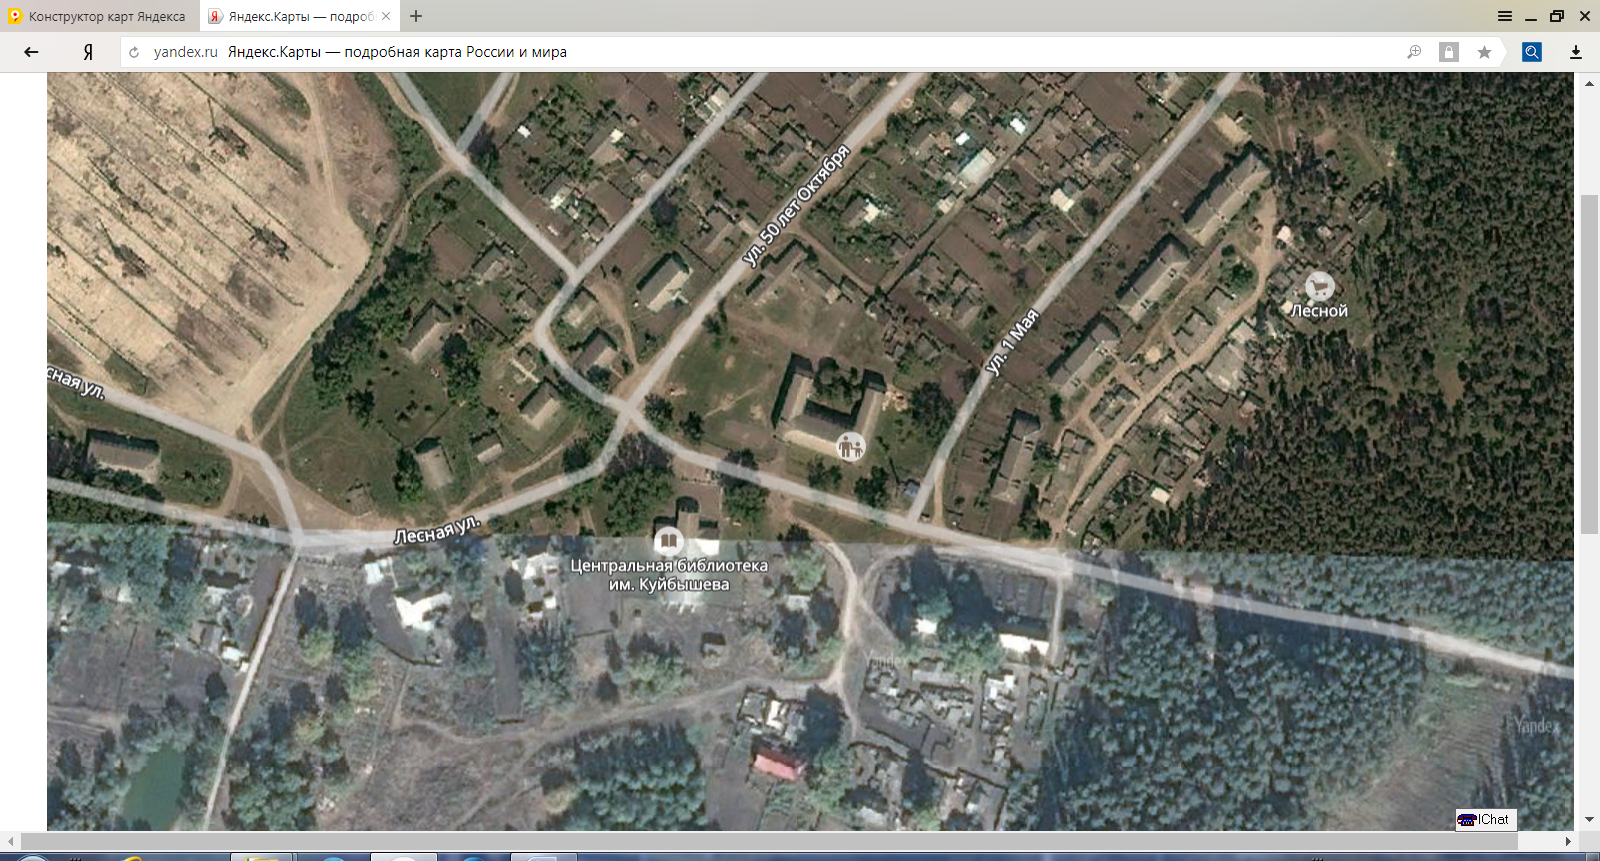 Конструктор карт Яндекса
Яндекс.Карты — подроб
Я
yandex.ru Яндекс.Карты — подробная карта России и мира
ул. 50 лет Октября
Лесной
ул. 1 Мая
сная ул.
Лесная ул.
Центральная библиотека
им. Куйбышева
Yandex
Yandex
IChat